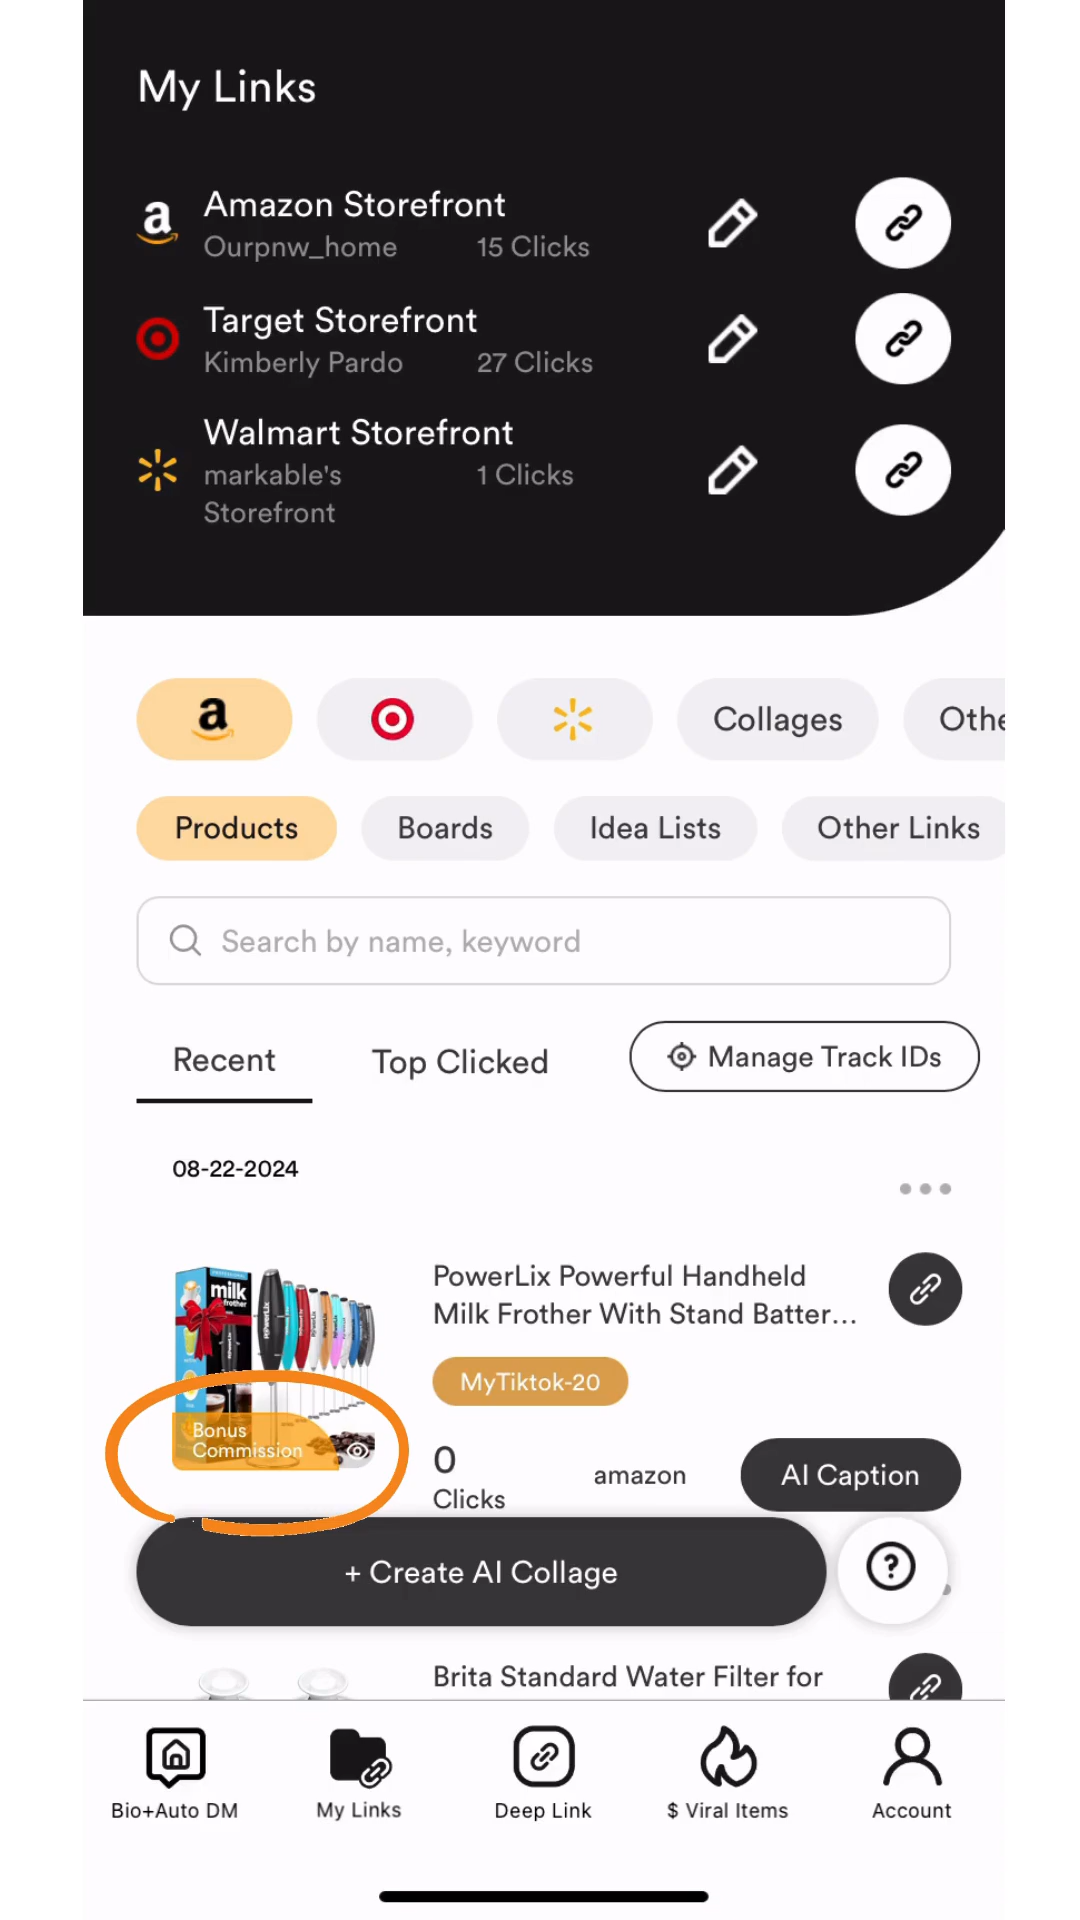 My Links
Amazon Storefront
Ourpnw_home 15 Clicks
Target Storefront
Kimberly Pardo 27 Clicks
Walmart Storefront
markable's 1 Clicks
Storefront
Collages Othe
Products Boards Idea Lists Other Links
Search by name, keyword
Recent Top Clicked Manage Track IDs
08-22-2024
PowerLix Powerful Handheld
Milk Frother With Stand Batter...
milk
frother
PowerLix
MyTiktok-20
Bonus
Commission
0
Clicks
amazon
AI Caption
+ Create AI Collage
?
Brita Standard Water Filter for
Bio+Auto DM My Links Deep Link $ Viral Items Account